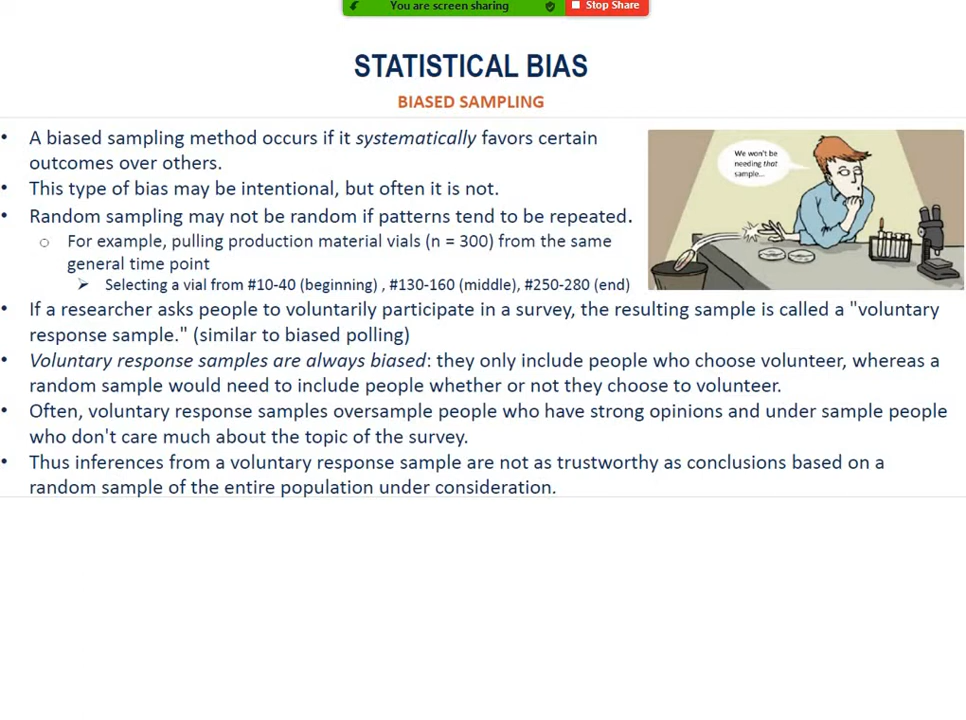 You are screen sharing
Stop Share
STATISTICAL BIAS
BIASED SAMPLING
• A biased sampling method occurs if it systematically favors certain
outcomes over others.
• This type of bias may be intentional, but often it is not.
• Random sampling may not be random if patterns tend to be repeated.
○ For example, pulling production material vials (n = 300) from the same
general time point
➢ Selecting a vial from #10-40 (beginning) , #130-160 (middle), #250-280 (end)
We won't be
needing that
sample...
• If a researcher asks people to voluntarily participate in a survey, the resulting sample is called a "voluntary
response sample." (similar to biased polling)
• Voluntary response samples are always biased: they only include people who choose volunteer, whereas a
random sample would need to include people whether or not they choose to volunteer.
• Often, voluntary response samples oversample people who have strong opinions and under sample people
who don't care much about the topic of the survey.
• Thus inferences from a voluntary response sample are not as trustworthy as conclusions based on a
random sample of the entire population under consideration.